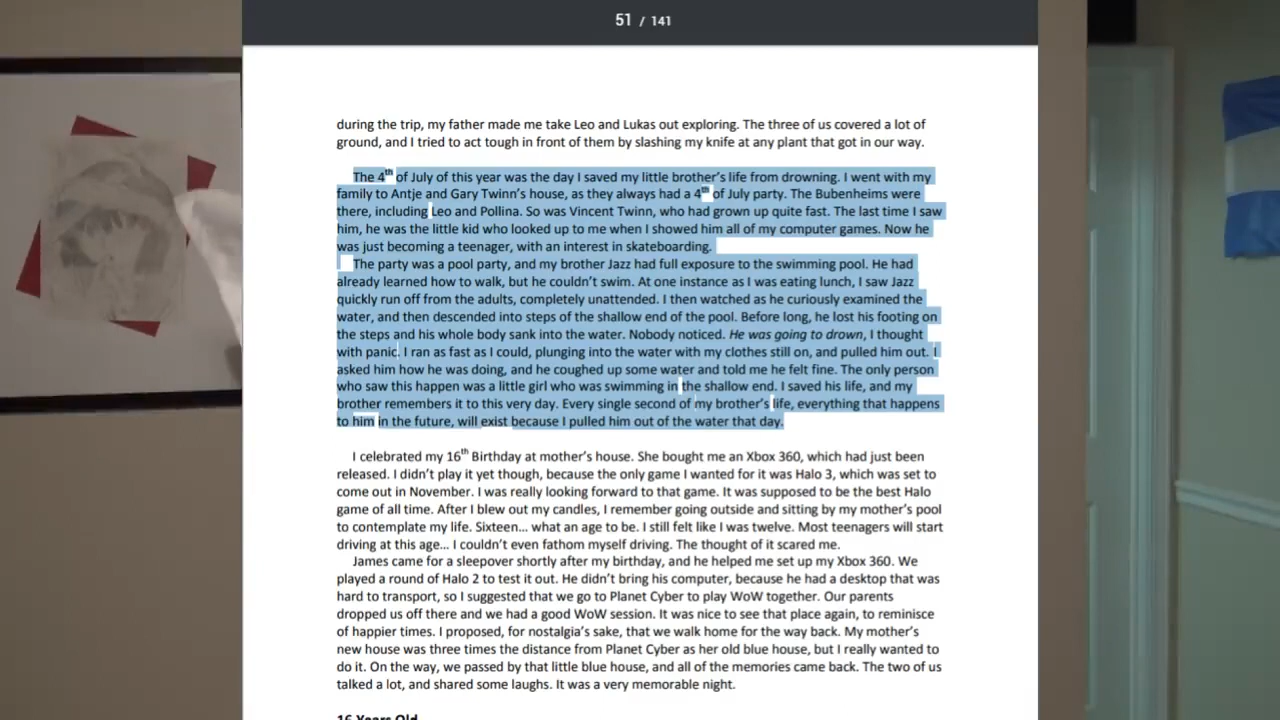 51 / 141
during the trip, my father made me take Leo and Lukas out exploring. The three of us covered a lot of
ground, and I tried to act tough in front of them by slashing my knife at any plant that got in our way.
The 4th of July of this year was the day I saved my little brother's life from drowning. I went with my
family to Antje and Gary Twinn's house, as they always had a 4th of July party. The Bubenheims were
there, including Leo and Pollina. So was Vincent Twinn, who had grown up quite fast. The last time I saw
him, he was the little kid who looked up to me when I showed him all of my computer games. Now he
was just becoming a teenager, with an interest in skateboarding.
The party was a pool party, and my brother Jazz had full exposure to the swimming pool. He had
already learned how to walk, but he couldn't swim. At one instance as I was eating lunch, I saw Jazz
quickly run off from the adults, completely unattended. I then watched as he curiously examined the
water, and then descended into steps of the shallow end of the pool. Before long, he lost his footing on
the steps and his whole body sank into the water. Nobody noticed. He was going to drown, I thought
with panic. I ran as fast as I could, plunging into the water with my clothes still on, and pulled him out. I
asked him how he was doing, and he coughed up some water and told me he felt fine. The only person
who saw this happen was a little girl who was swimming in the shallow end. I saved his life, and my
brother remembers it to this very day. Every single second of my brother's life, everything that happens
to him in the future, will exist because I pulled him out of the water that day.
I celebrated my 16th Birthday at mother's house. She bought me an Xbox 360, which had just been
released. I didn't play it yet though, because the only game I wanted for it was Halo 3, which was set to
come out in November. I was really looking forward to that game. It was supposed to be the best Halo
game of all time. After I blew out my candles, I remember going outside and sitting by my mother's pool
to contemplate my life. Sixteen... what an age to be. I still felt like I was twelve. Most teenagers will start
driving at this age... I couldn't even fathom myself driving. The thought of it scared me.
James came for a sleepover shortly after my birthday, and he helped me set up my Xbox 360. We
played a round of Halo 2 to test it out. He didn't bring his computer, because he had a desktop that was
hard to transport, so I suggested that we go to Planet Cyber to play WoW together. Our parents
dropped us off there and we had a good WoW session. It was nice to see that place again, to reminisce
of happier times. I proposed, for nostalgia's sake, that we walk home for the way back. My mother's
new house was three times the distance from Planet Cyber as her old blue house, but I really wanted to
do it. On the way, we passed by that little blue house, and all of the memories came back. The two of us
talked a lot, and shared some laughs. It was a very memorable night.
16 Years Old